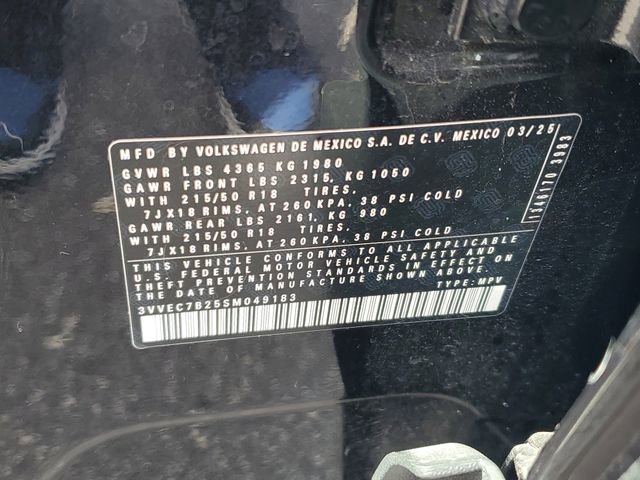 MFD BY VOLKSWAGEN DE MEXICO S.A. DE C.V. MEXICO 03/25
GVWR LBS 4365 KG 1980
GAWR FRONT LBS 2315, KG 1050
WITH 215/50 R18 TIRES.
7JX18 RIMS, AT 260 KPA, 38 PSI COLD
GAWR REAR LBS 2161, KG 980
WITH 215/50 R18 TIRES.
7JX18 RIMS, AT 260 KPA, 38 PSI COLD
THIS VEHICLE CONFORMS TO ALL APPLICABLE
U.S. FEDERAL MOTOR VEHICLE SAFETY AND
THEFT PREVENTION STANDARDS IN EFFECT ON
THE DATE OF MANUFACTURE SHOWN ABOVE.
3VVEC7B25SM049183 TYPE: MPV
1346170 3983